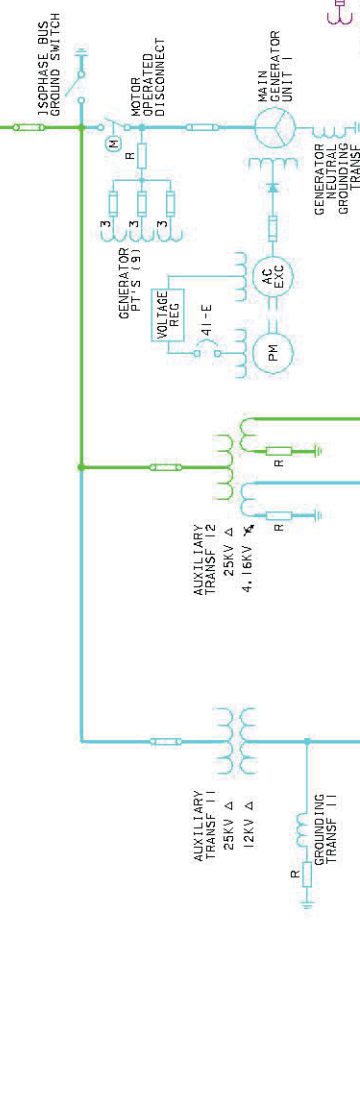 ISOPHASE BUS
GROUND SWITCH
MOTOR
OPERATED
DISCONNECT
M
R
3
3
3
GENERATOR
PT'S (9)
MAIN
GENERATOR
UNIT 1
GENERATOR
NEUTRAL
GROUNDING
TRANSF
VOLTAGE
REG
41-E
AC
EXC
PM
AUXILIARY
TRANSF 12
25KV Δ
4.16KV
R
R
AUXILIARY
TRANSF 11
25KV Δ
12KV Δ
R
GROUNDING
TRANSF 11